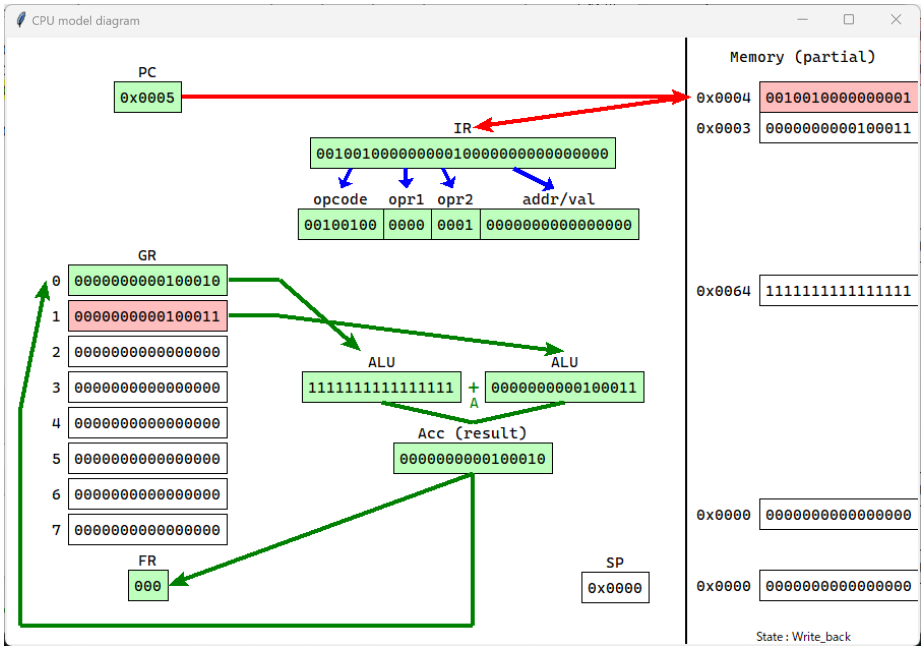 CPU model diagram
Memory (partial)
PC
0x0005
0x0004 0010010000000001
IR
0x0003 0000000000100011
00100100000000010000000000000000
opcode opr1 opr2 addr/val
00100100 0000 0001 0000000000000000
GR
0 0000000000100010
0x0064 1111111111111111
1 0000000000100011
2 0000000000000000
ALU ALU
3 0000000000000000
1111111111111111 + 0000000000100011
A
4 0000000000000000
Acc (result)
5 0000000000000000
0000000000100010
6 0000000000000000
7 0000000000000000
0x0000 0000000000000000
FR
000
SP
0x0000
0x0000 0000000000000000
State : Write_back